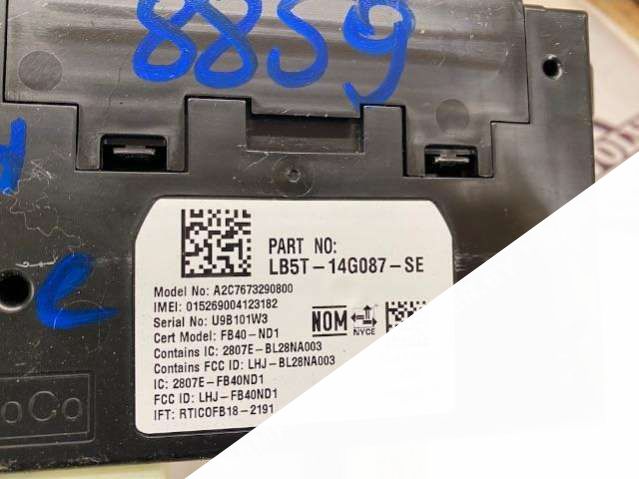 8859
PART NO:
LB5T-14G087-SE
Model No: A2C7673290800
IMEI: 015269004123182
Serial No: U9B101W3
Cert Model: FB40-ND1
Contains IC: 2807E-BL28NA003
Contains FCC ID: LHJ-BL28NA003
IC: 2807E-FB40ND1
FCC ID: LHJ-FB40ND1
IFT: RTICOFB18-2191
NOM
NYCE